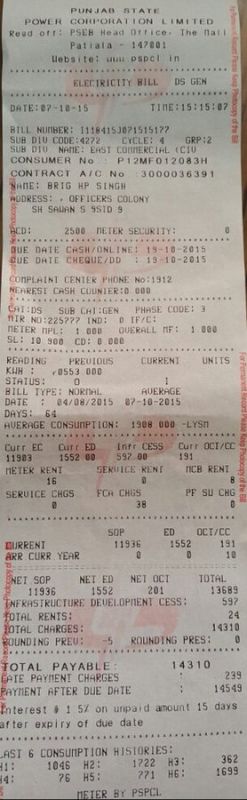 PUNJAB STATE
POWER CORPORATION LIMITED
Regd off: PSEB Head Office, The Mall
Patiala - 147001
Website: www pspcl in
ELECTRICITY BILL DS GEN
DATE:07-10-15 TIME:15:15:07
BILL NUMBER: 1118415J071515177
SUB DIV CODE:4272 CYCLE: 4 GRP:2
SUB DIV NAME: EAST COMMERCIAL (CIV
CONSUMER No : P12MF012083H
CONTRACT A/C No :3000036391
NAME: BRIG HP SINGH
ADDRESS: , OFFICERS COLONY
SH SAWAN S 9STD 9
ACD: 2500 METER SECURITY: 0
DUE DATE CASH/ONLINE: 19-10-2015
DUE DATE CHEQUE/DD : 19-10-2015
COMPLAINT CENTER PHONE No:1912
NEAREST CASH COUNTER:0 000
CAT:DS SUB CAT:GEN PHASE CODE: 3
MTR NO:225777 IND: 0 IF/C:
METER MPL: 1 000 OVERALL MF: 1 000
SL: 10 900 CD: 0 000
READING PREVIOUS CURRENT UNITS
KWH : /0553 000
STATUS: O I
BILL TYPE: NORMAL AVERAGE
DATE : 04/08/2015 07-10-2015
DAYS: 64
AVERAGE CONSUMPTION: 1908 000 -LYSM
Curr EC Curr ED Infr CESS Curr OCT/CC
11903 1552 00 597.00 191
METER RENT SERVICE RENT MCB RENT
16 0 8
SERVICE CHGS FCA CHGS PF SU CHG
0 38 0
SOP ED OCT/CC
CURRENT 11936 1552 191
ARR CURR YEAR 0 0 10
NET SOP NET ED NET OCT TOTAL
11936 1552 201 13689
INFRASTRUCTURE DEVELOPMENT CESS: 597
TOTAL RENTS: 24
TOTAL CHARGES: 14310
ROUNDING PREV: -5 ROUNDING PRES: 0
TOTAL PAYABLE: 14310
LATE PAYMENT CHARGES : 239
PAYMENT AFTER DUE DATE : 14549
Interest @ 1 5% on unpaid amount 15 days
after expiry of due date
LAST 6 CONSUMPTION HISTORIES:
H1: 1046 H2: 1722 H3: 362
H4: 76 H5: 771 H6: 1699
METER BY PSPCL